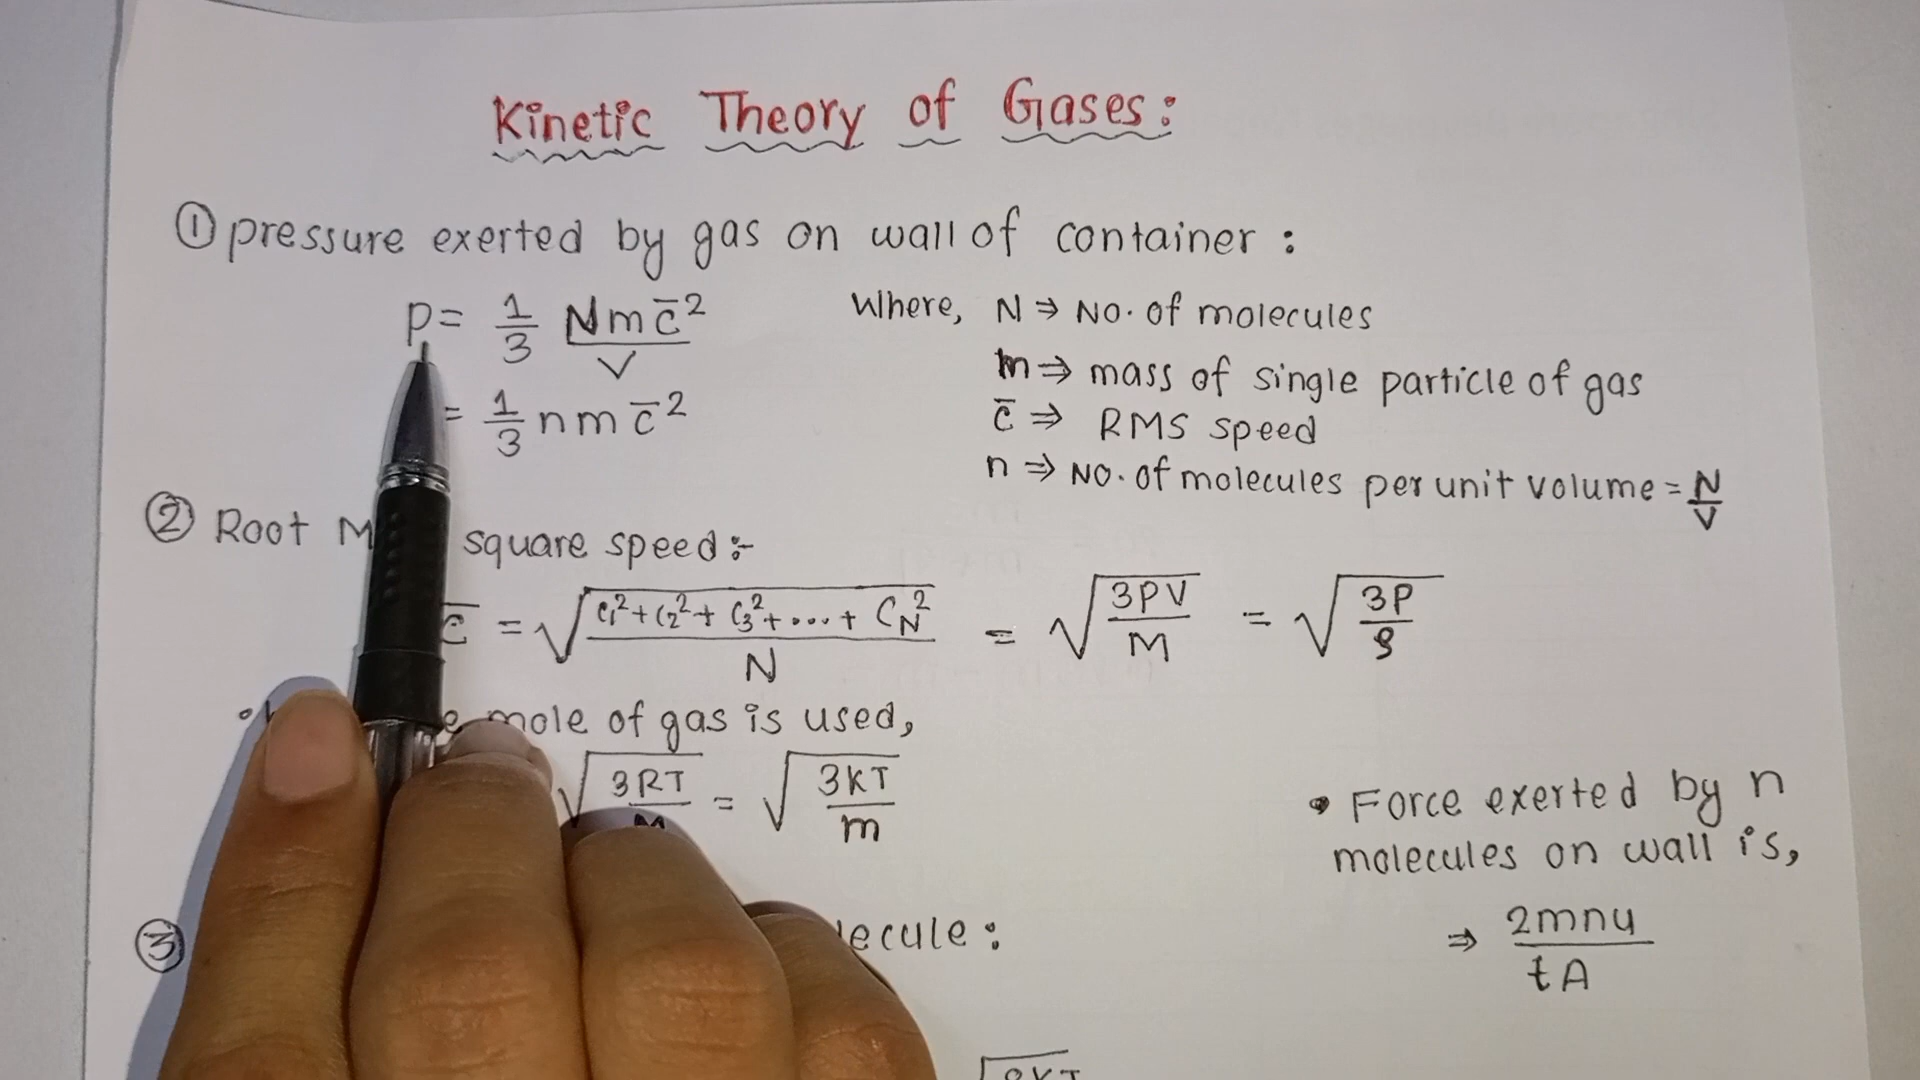 Kinetic Theory of Gases:
① pressure exerted by gas on wall of container :
P = 1/3 Nmc̄²/V
= 1/3 nmc̄²
Where, N ⇒ No. of molecules
m ⇒ mass of single particle of gas
c̄ ⇒ RMS speed
n ⇒ No. of molecules per unit volume = N/V
② Root square speed :-
c̄ = √(c₁² + c₂² + c₃² + .... + c_N² / N) = √(3PV/M) = √(3P/ρ)
mole of gas is used,
√(3RT/M) = √(3KT/m)
• Force exerted by n
molecules on wall is,
⇒ 2mnu/tA
③ :